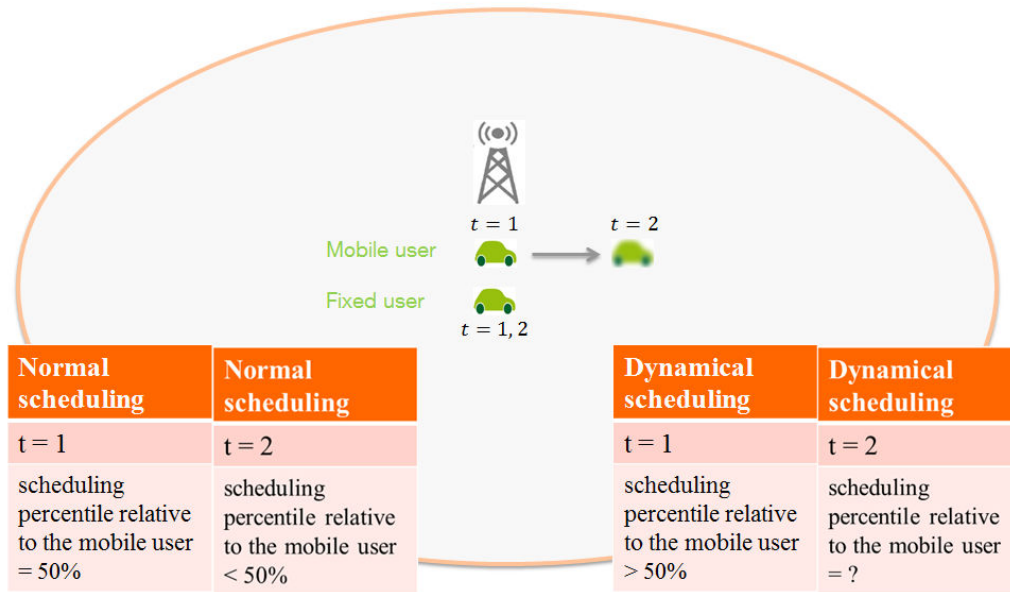 t = 1
t = 2
Mobile user
Fixed user
t = 1, 2
Normal
scheduling
t = 1
scheduling
percentile relative
to the mobile user
= 50%
Normal
scheduling
t = 2
scheduling
percentile relative
to the mobile user
< 50%
Dynamical
scheduling
t = 1
scheduling
percentile relative
to the mobile user
> 50%
Dynamical
scheduling
t = 2
scheduling
percentile relative
to the mobile user
= ?